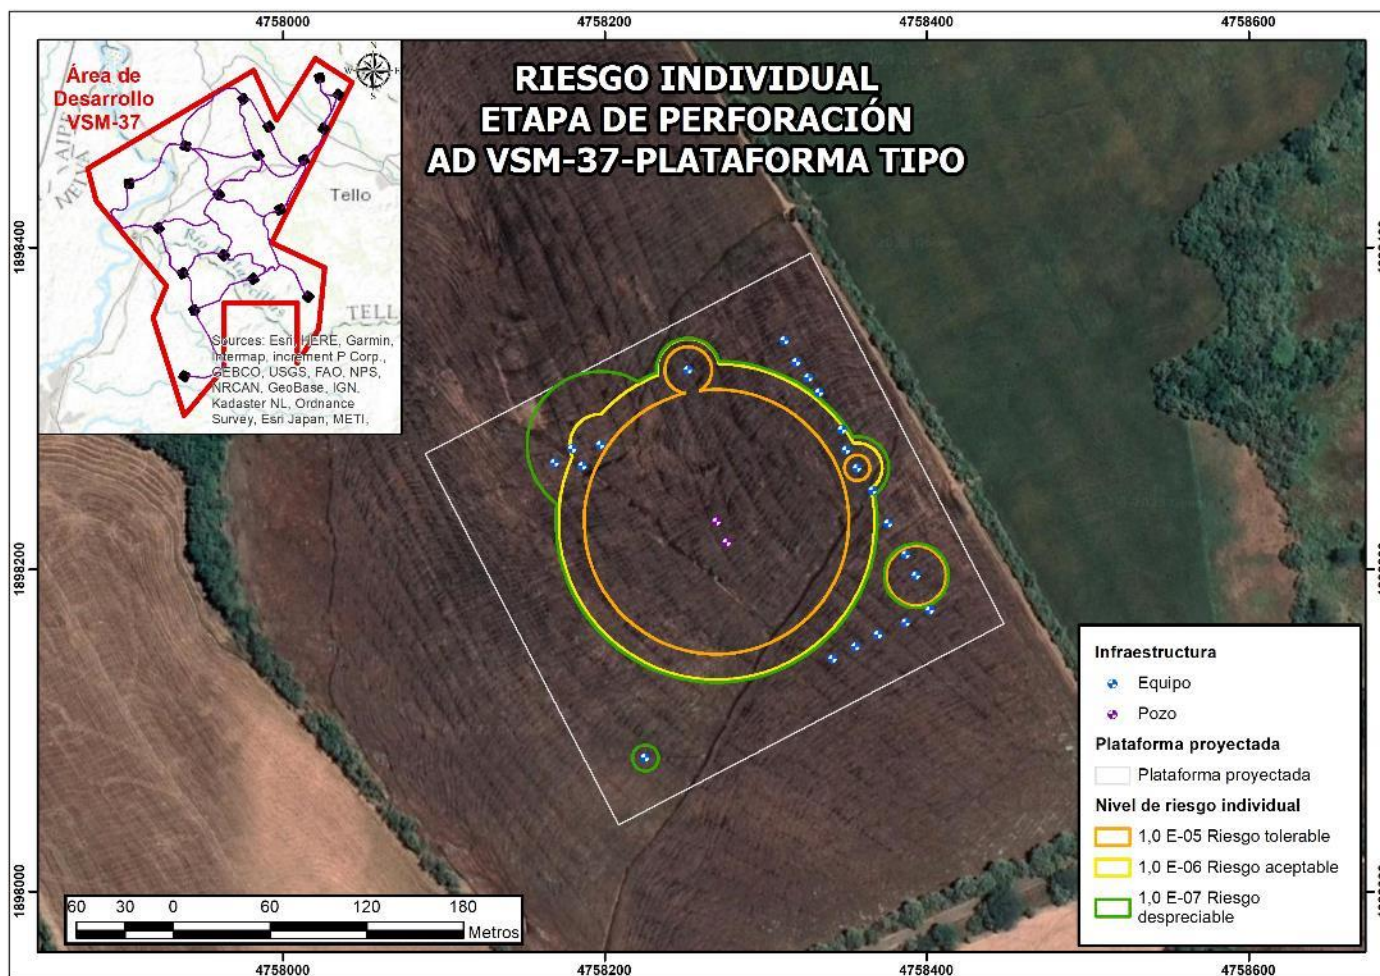 4758000
4758200
4758400
4758600
Área de
Desarrollo
VSM-37
N
W
S
AIPE
NEIVA
Tello
TELL
Sources: Esri, HERE, Garmin,
Intermap, increment P Corp.,
GEBCO, USGS, FAO, NPS,
NRCAN, GeoBase, IGN,
Kadaster NL, Ordnance
Survey, Esri Japan, METI,
RIESGO INDIVIDUAL
ETAPA DE PERFORACIÓN
AD VSM-37-PLATAFORMA TIPO
1898400
1898200
1898000
Infraestructura
Equipo
Pozo
Plataforma proyectada
Plataforma proyectada
Nivel de riesgo individual
1,0 E-05 Riesgo tolerable
1,0 E-06 Riesgo aceptable
1,0 E-07 Riesgo
despreciable
60 30 0 60 120 180
Metros
4758000
4758200
4758400
4758600